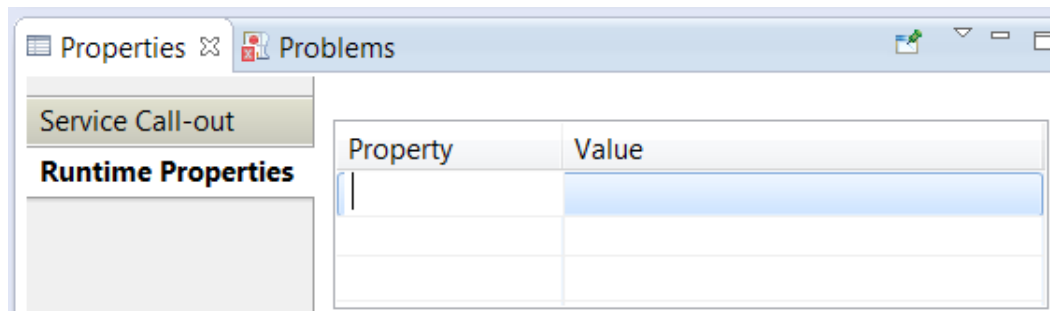 Properties Problems
Service Call-out
Runtime Properties
Property Value